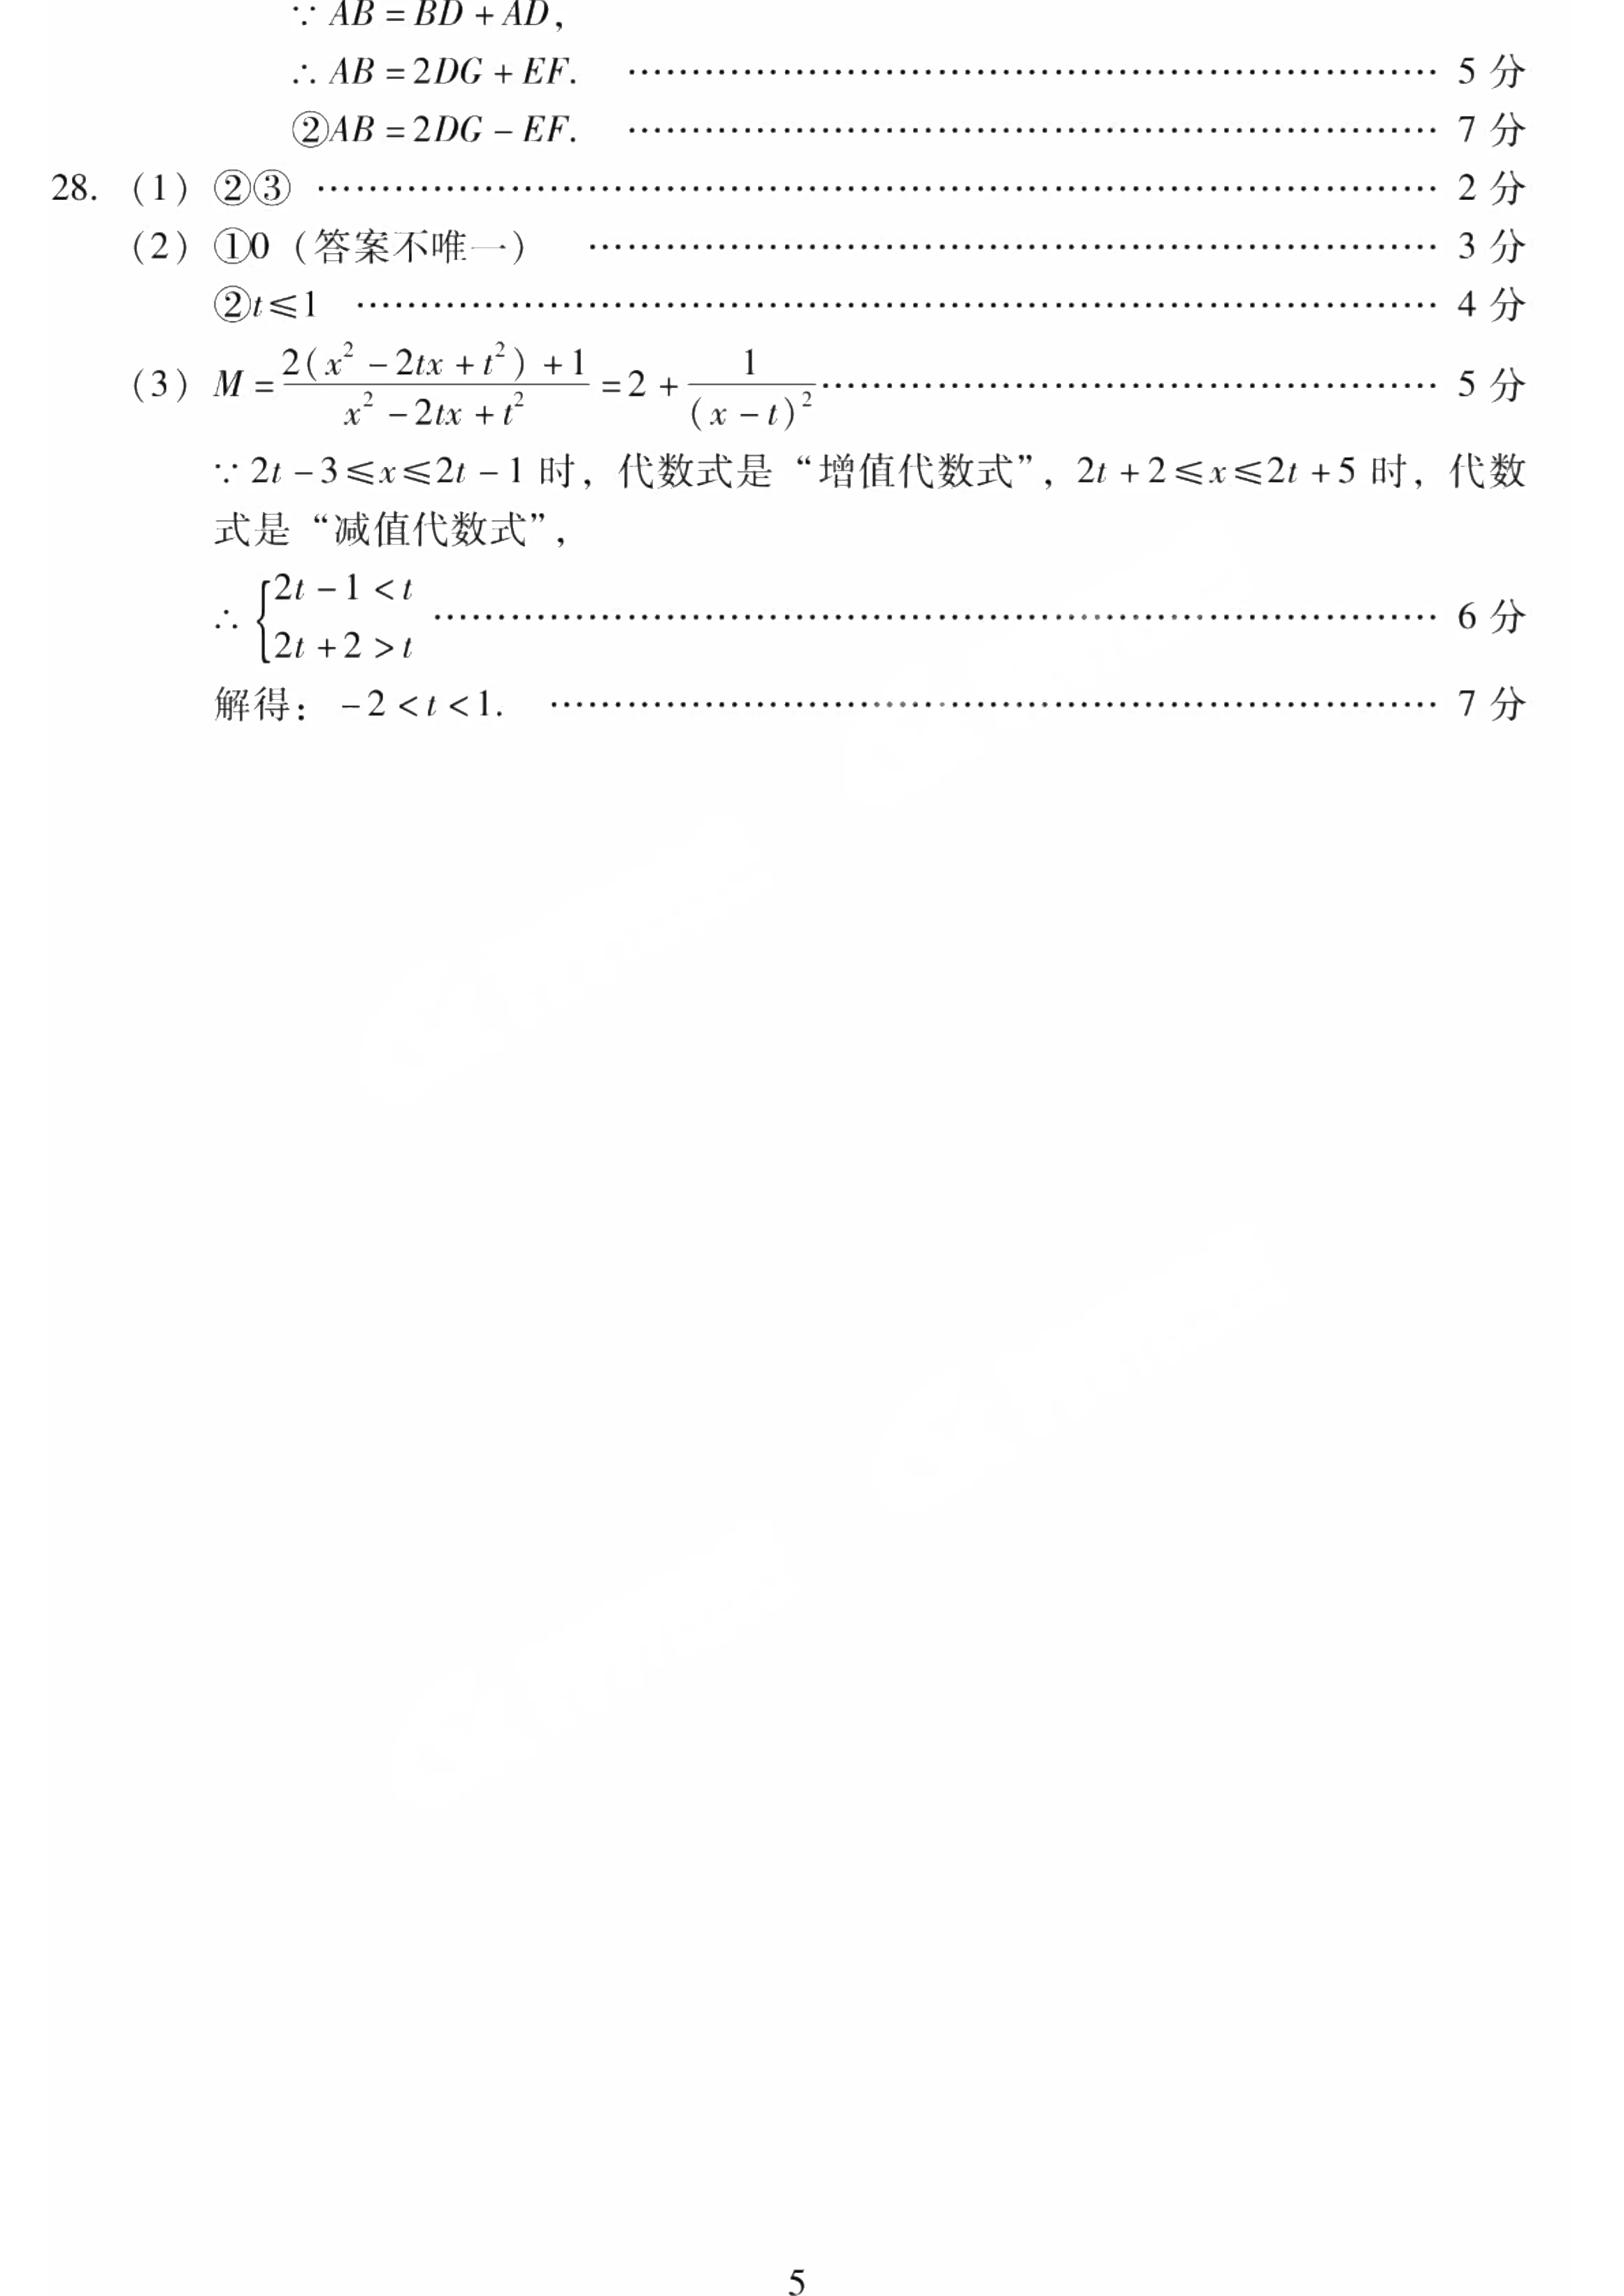 ∵ AB = BD + AD,
∴ AB = 2DG + EF. …………………………………………… 5 分
②AB = 2DG − EF. …………………………………………… 7 分
28. (1) ②③ …………………………………………… 2 分
(2) ①0 (答案不唯一) …………………………………………… 3 分
②t ≤ 1 …………………………………………… 4 分
(3) M = \frac{2(x² − 2tx + t²) + 1}{x² − 2tx + t²} = 2 + \frac{1}{(x − t)²} …………………………………………… 5 分
∵ 2t − 3 ≤ x ≤ 2t − 1 时, 代数式是 “增值代数式”, 2t + 2 ≤ x ≤ 2t + 5 时, 代数
式是 “减值代数式”,
∴ { 2t − 1 < t
2t + 2 > t …………………………………………… 6 分
解得: −2 < t < 1. …………………………………………… 7 分
5